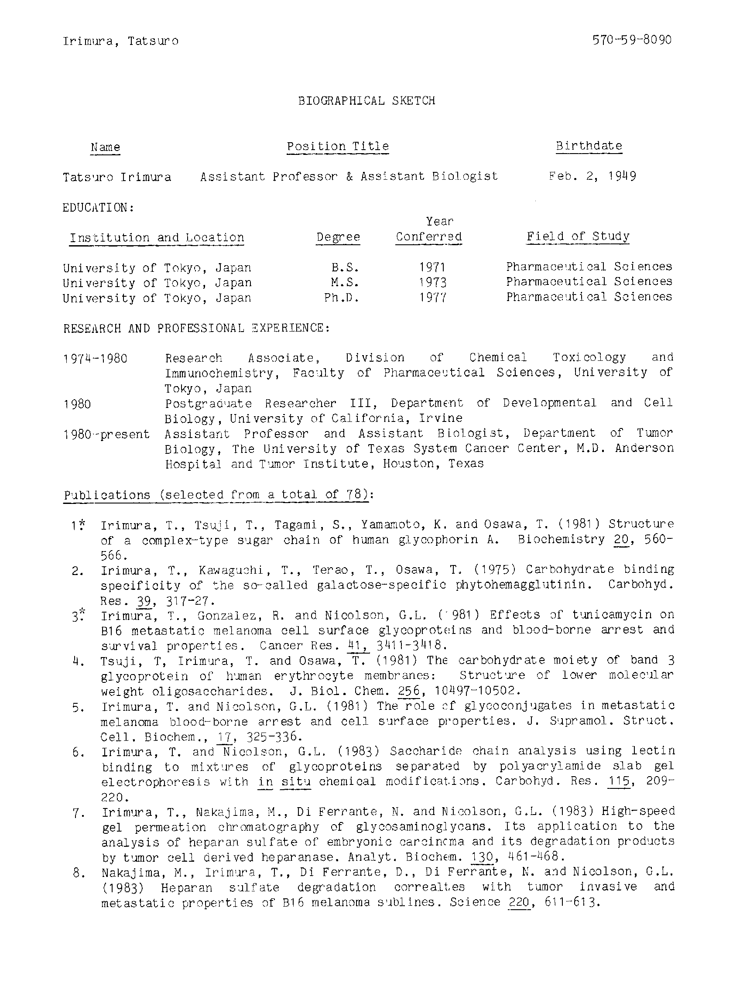 Irimura, Tatsuro 570-59-8090
BIOGRAPHICAL SKETCH
Name Position Title Birthdate
Tatsuro Irimura Assistant Professor & Assistant Biologist Feb. 2, 1949
EDUCATION:
Year
Institution and Location Degree Conferred Field of Study
University of Tokyo, Japan B.S. 1971 Pharmaceutical Sciences
University of Tokyo, Japan M.S. 1973 Pharmaceutical Sciences
University of Tokyo, Japan Ph.D. 1977 Pharmaceutical Sciences
RESEARCH AND PROFESSIONAL EXPERIENCE:
1974-1980 Research Associate, Division of Chemical Toxicology and
Immunochemistry, Faculty of Pharmaceutical Sciences, University of
Tokyo, Japan
1980 Postgraduate Researcher III, Department of Developmental and Cell
Biology, University of California, Irvine
1980-present Assistant Professor and Assistant Biologist, Department of Tumor
Biology, The University of Texas System Cancer Center, M.D. Anderson
Hospital and Tumor Institute, Houston, Texas
Publications (selected from a total of 78):
1.* Irimura, T., Tsuji, T., Tagami, S., Yamamoto, K. and Osawa, T. (1981) Structure
of a complex-type sugar chain of human glycophorin A. Biochemistry 20, 560-
566.
2. Irimura, T., Kawaguchi, T., Terao, T., Osawa, T. (1975) Carbohydrate binding
specificity of the so-called galactose-specific phytohemagglutinin. Carbohyd.
Res. 39, 317-27.
3.* Irimura, T., Gonzalez, R. and Nicolson, G.L. (1981) Effects of tunicamycin on
B16 metastatic melanoma cell surface glycoproteins and blood-borne arrest and
survival properties. Cancer Res. 41, 3411-3418.
4. Tsuji, T, Irimura, T. and Osawa, T. (1981) The carbohydrate moiety of band 3
glycoprotein of human erythrocyte membranes: Structure of lower molecular
weight oligosaccharides. J. Biol. Chem. 256, 10497-10502.
5. Irimura, T. and Nicolson, G.L. (1981) The role of glycoconjugates in metastatic
melanoma blood-borne arrest and cell surface properties. J. Supramol. Struct.
Cell. Biochem., 17, 325-336.
6. Irimura, T. and Nicolson, G.L. (1983) Saccharide chain analysis using lectin
binding to mixtures of glycoproteins separated by polyacrylamide slab gel
electrophoresis with in situ chemical modifications. Carbohyd. Res. 115, 209-
220.
7. Irimura, T., Nakajima, M., Di Ferrante, N. and Nicolson, G.L. (1983) High-speed
gel permeation chromatography of glycosaminoglycans. Its application to the
analysis of heparan sulfate of embryonic carcinoma and its degradation products
by tumor cell derived heparanase. Analyt. Biochem. 130, 461-468.
8. Nakajima, M., Irimura, T., Di Ferrante, D., Di Ferrante, N. and Nicolson, G.L.
(1983) Heparan sulfate degradation correaltes with tumor invasive and
metastatic properties of B16 melanoma sublines. Science 220, 611-613.